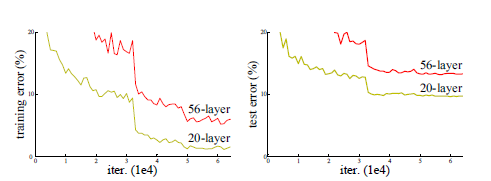 20
10
0
training error (%)
56-layer
20-layer
0 1 2 3 4 5 6
iter. (1e4)
20
10
0
test error (%)
56-layer
20-layer
0 1 2 3 4 5 6
iter. (1e4)